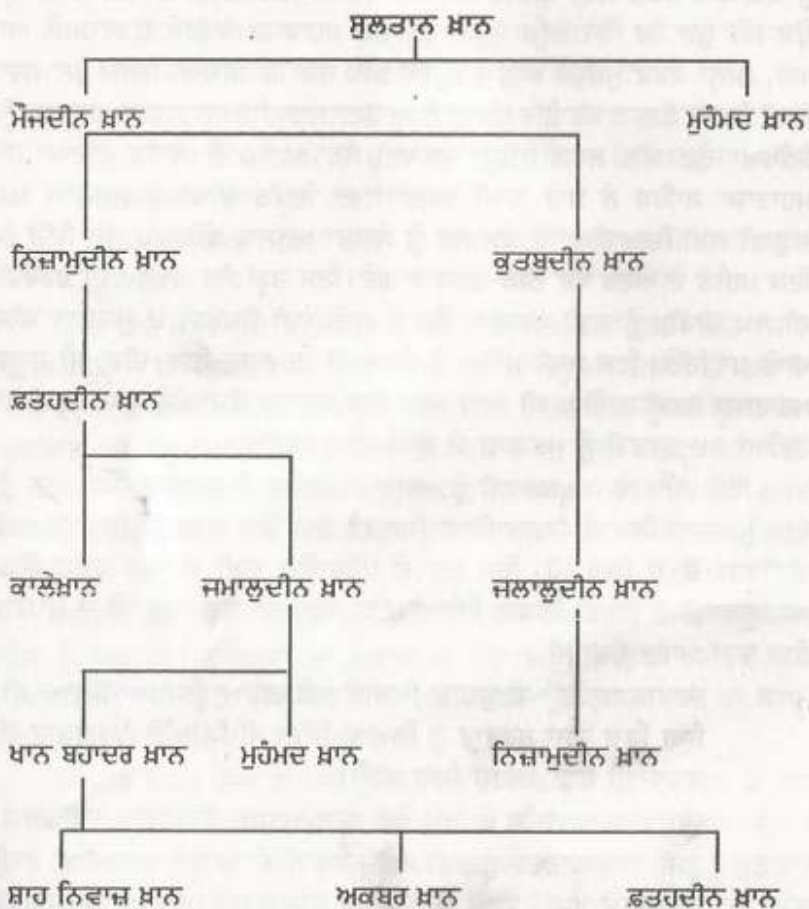 ਸੁਲਤਾਨ ਖ਼ਾਨ
ਮੌਜਦੀਨ ਖ਼ਾਨ ਮੁਹੰਮਦ ਖ਼ਾਨ
ਨਿਜ਼ਾਮੁਦੀਨ ਖ਼ਾਨ ਕੁਤਬੁਦੀਨ ਖ਼ਾਨ
ਫ਼ਤਹਦੀਨ ਖ਼ਾਨ
ਕਾਲੇਖ਼ਾਨ ਜਮਾਲੁਦੀਨ ਖ਼ਾਨ ਜਲਾਲੁਦੀਨ ਖ਼ਾਨ
ਖਾਨ ਬਹਾਦਰ ਖ਼ਾਨ ਮੁਹੰਮਦ ਖ਼ਾਨ ਨਿਜ਼ਾਮੁਦੀਨ ਖ਼ਾਨ
ਸ਼ਾਹ ਨਿਵਾਜ਼ ਖ਼ਾਨ ਅਕਬਰ ਖ਼ਾਨ ਫ਼ਤਹਦੀਨ ਖ਼ਾਨ